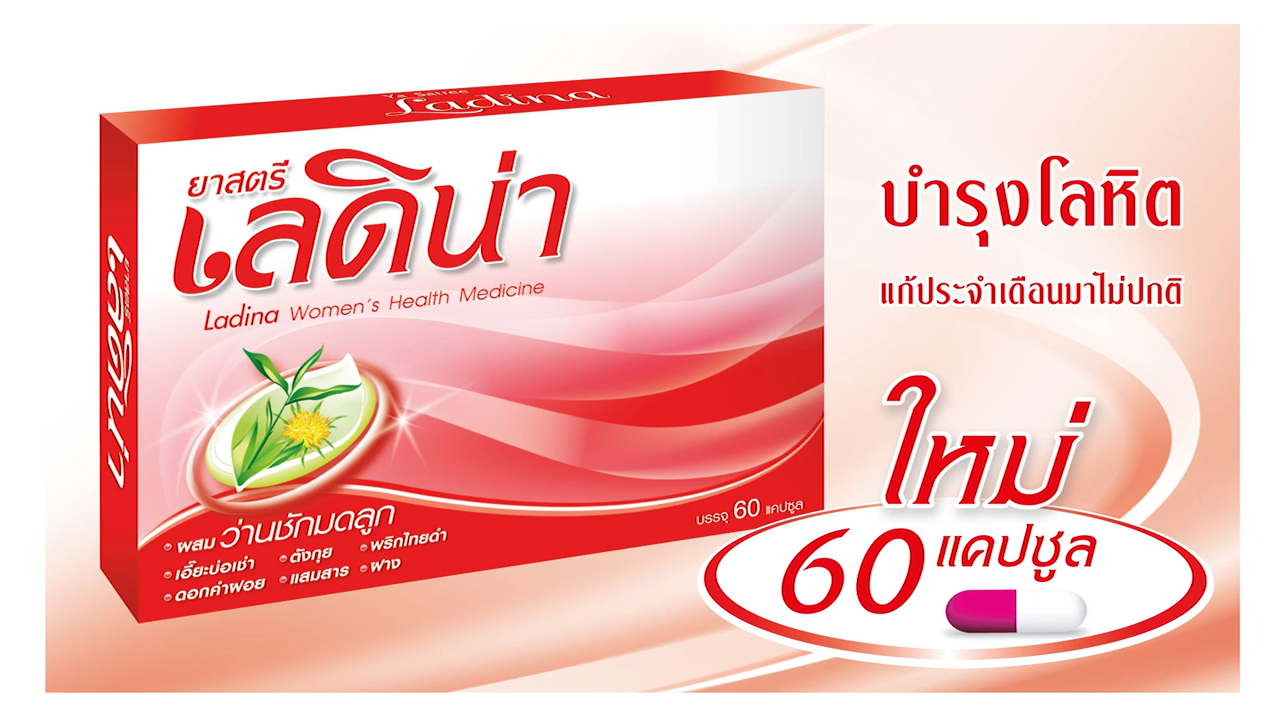 Ya Satree
Ladina
ยาสตรี
เลดิน่า
Ladina Women's Health Medicine
ยาสตรี
เลดิน่า
ผสม ว่านชักมดลูก
เอี๊ยะบ่อเช่า ตังกุย พริกไทยดำ
ดอกคำฝอย แสมสาร ฝาง
บรรจุ 60 แคปซูล
บำรุงโลหิต
แก้ประจำเดือนมาไม่ปกติ
ใหม่
60 แคปซูล